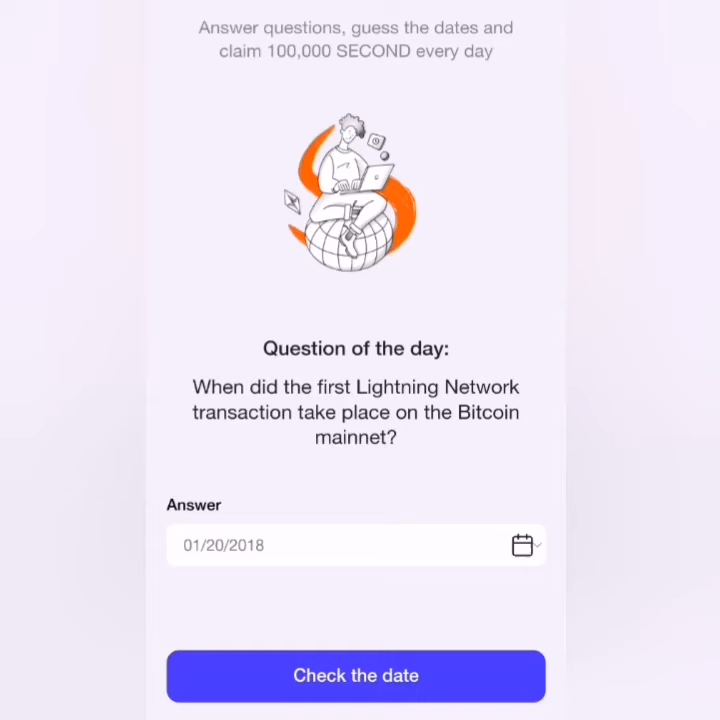 Answer questions, guess the dates and
claim 100,000 SECOND every day
Question of the day:
When did the first Lightning Network
transaction take place on the Bitcoin
mainnet?
Answer
01/20/2018
Check the date